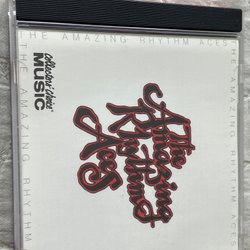 THE AMAZING RHYTHM ACES
THE AMAZING RHYTHM
collectors' choice
MUSIC
The
Amazing
Rhythm
Aces